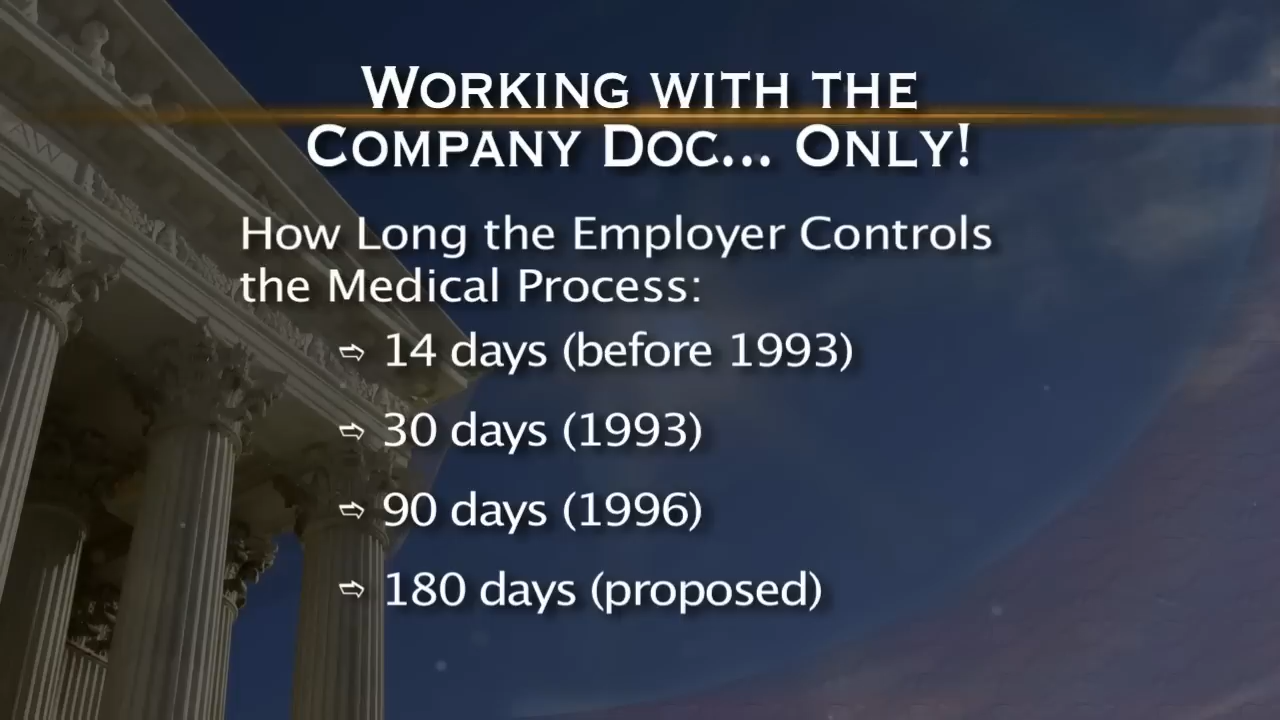 WORKING WITH THE
COMPANY DOC... ONLY!
How Long the Employer Controls
the Medical Process:
⇨ 14 days (before 1993)
⇨ 30 days (1993)
⇨ 90 days (1996)
⇨ 180 days (proposed)